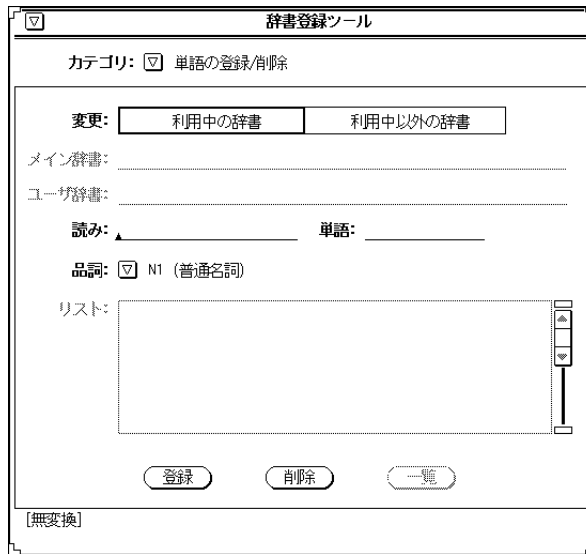 辞書登録ツール
カテゴリ: 単語の登録/削除
変更: 利用中の辞書 利用中以外の辞書
メイン辞書:
ユーザ辞書:
読み: 単語:
品詞: N1 (普通名詞)
リスト:
登録 削除 一覧
[無変換]